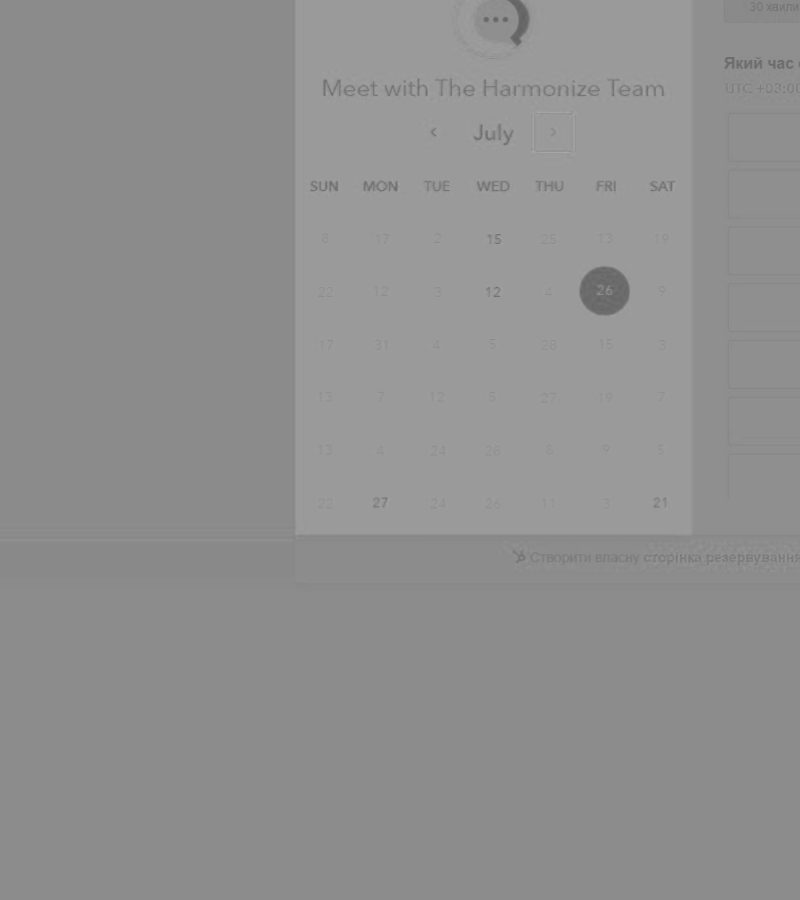 30 хвили
Який час
UTC +03:00
Meet with The Harmonize Team
July
SUN MON TUE WED THU FRI SAT
8 17 2 15 25 13 19
22 12 3 12 4 26 9
17 31 4 5 28 15 3
13 7 12 5 27 19 7
13 4 24 28 8 9 5
22 27 24 26 11 3 21
Створити власну сторінка резервування